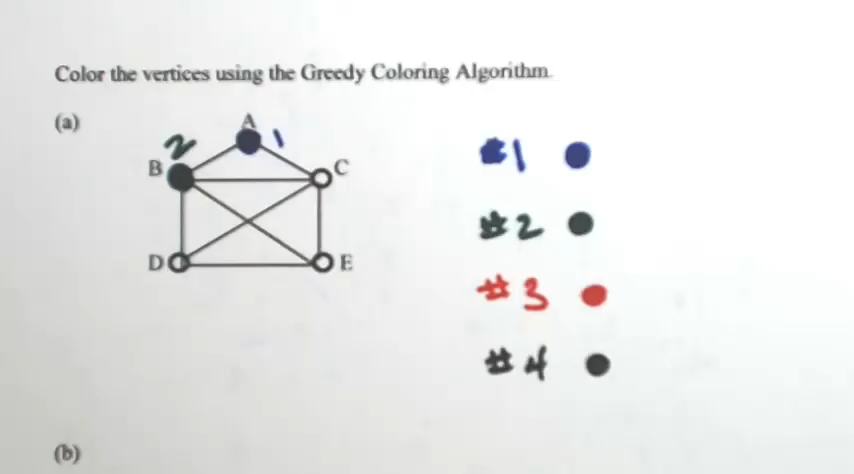 Color the vertices using the Greedy Coloring Algorithm.
(a)
A
1
2
B
C
D
E
#1
#2
#3
#4
(b)